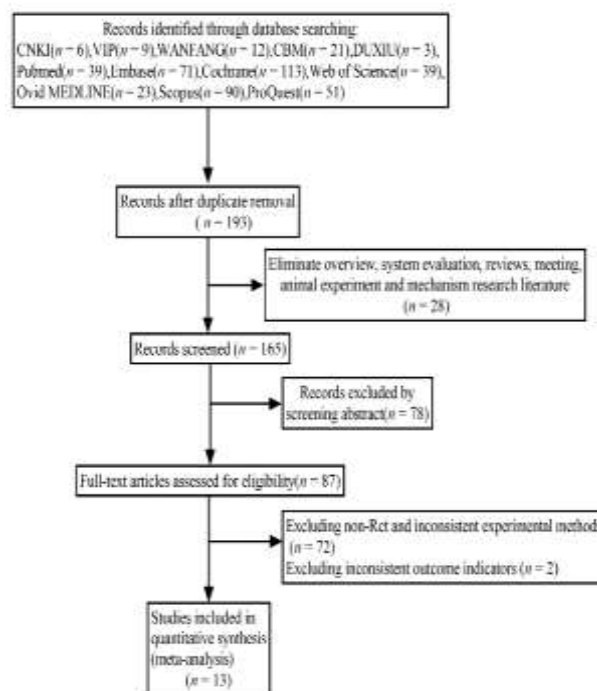 Records identified through database searching:
CNKI(n = 6),VIP(n = 9),WANFANG(n = 12),CBM(n = 21),DUXIU(n = 3),
Pubmed(n = 39),Embase(n = 71),Cochrane(n = 113),Web of Science(n = 39),
Ovid MEDLINE(n = 23),Scopus(n = 90),ProQuest(n = 51)
Records after duplicate removal
( n = 193)
Eliminate overview, system evaluation, reviews, meeting,
animal experiment and mechanism research literature
(n = 28)
Records screened (n = 165)
Records excluded by
screening abstract(n = 78)
Full-text articles assessed for eligibility(n = 87)
Excluding non-Rct and inconsistent experimental method
(n = 72)
Excluding inconsistent outcome indicators (n = 2)
Studies included in
quantitative synthesis
(meta-analysis)
(n = 13)